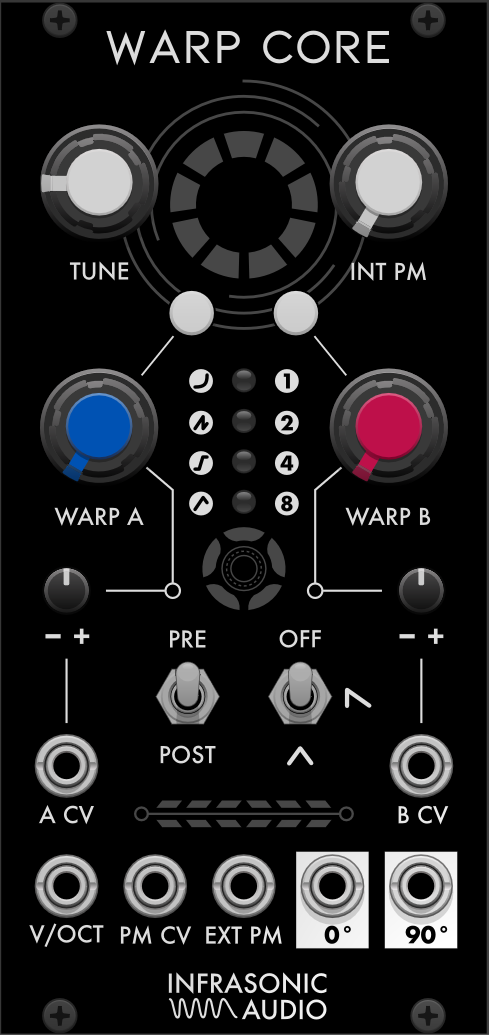 WARP CORE
TUNE
INT PM
1
2
4
8
WARP A
WARP B
− +
− +
PRE
OFF
POST
A CV
B CV
V/OCT
PM CV
EXT PM
0°
90°
INFRASONIC
AUDIO